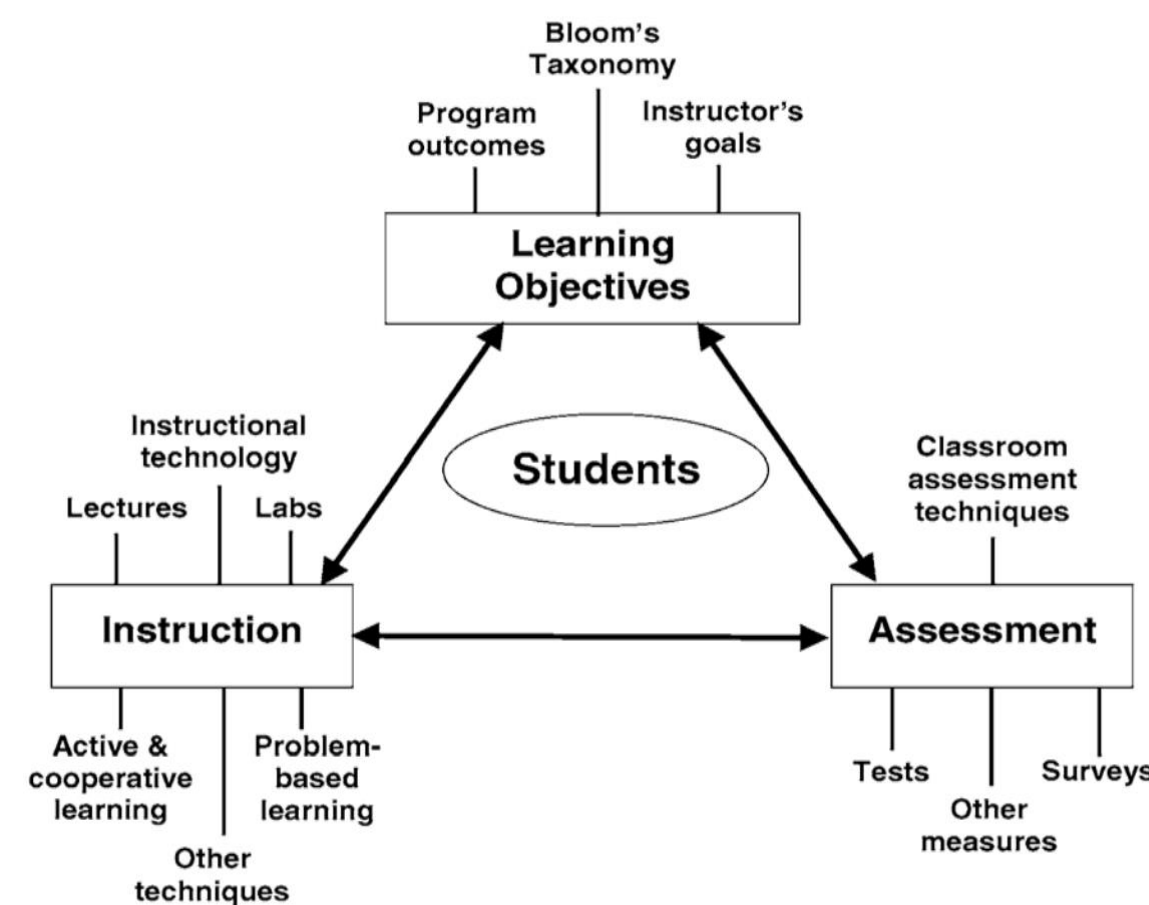 Bloom's
Taxonomy
Program
outcomes
Instructor's
goals
Learning
Objectives
Students
Instructional
technology
Lectures
Labs
Instruction
Active &
cooperative
learning
Problem-
based
learning
Other
techniques
Classroom
assessment
techniques
Assessment
Tests
Surveys
Other
measures